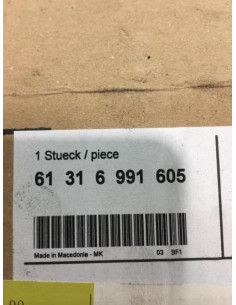 1 Stueck / piece
61 31 6 991 605
Made in Macedonia - MK 03